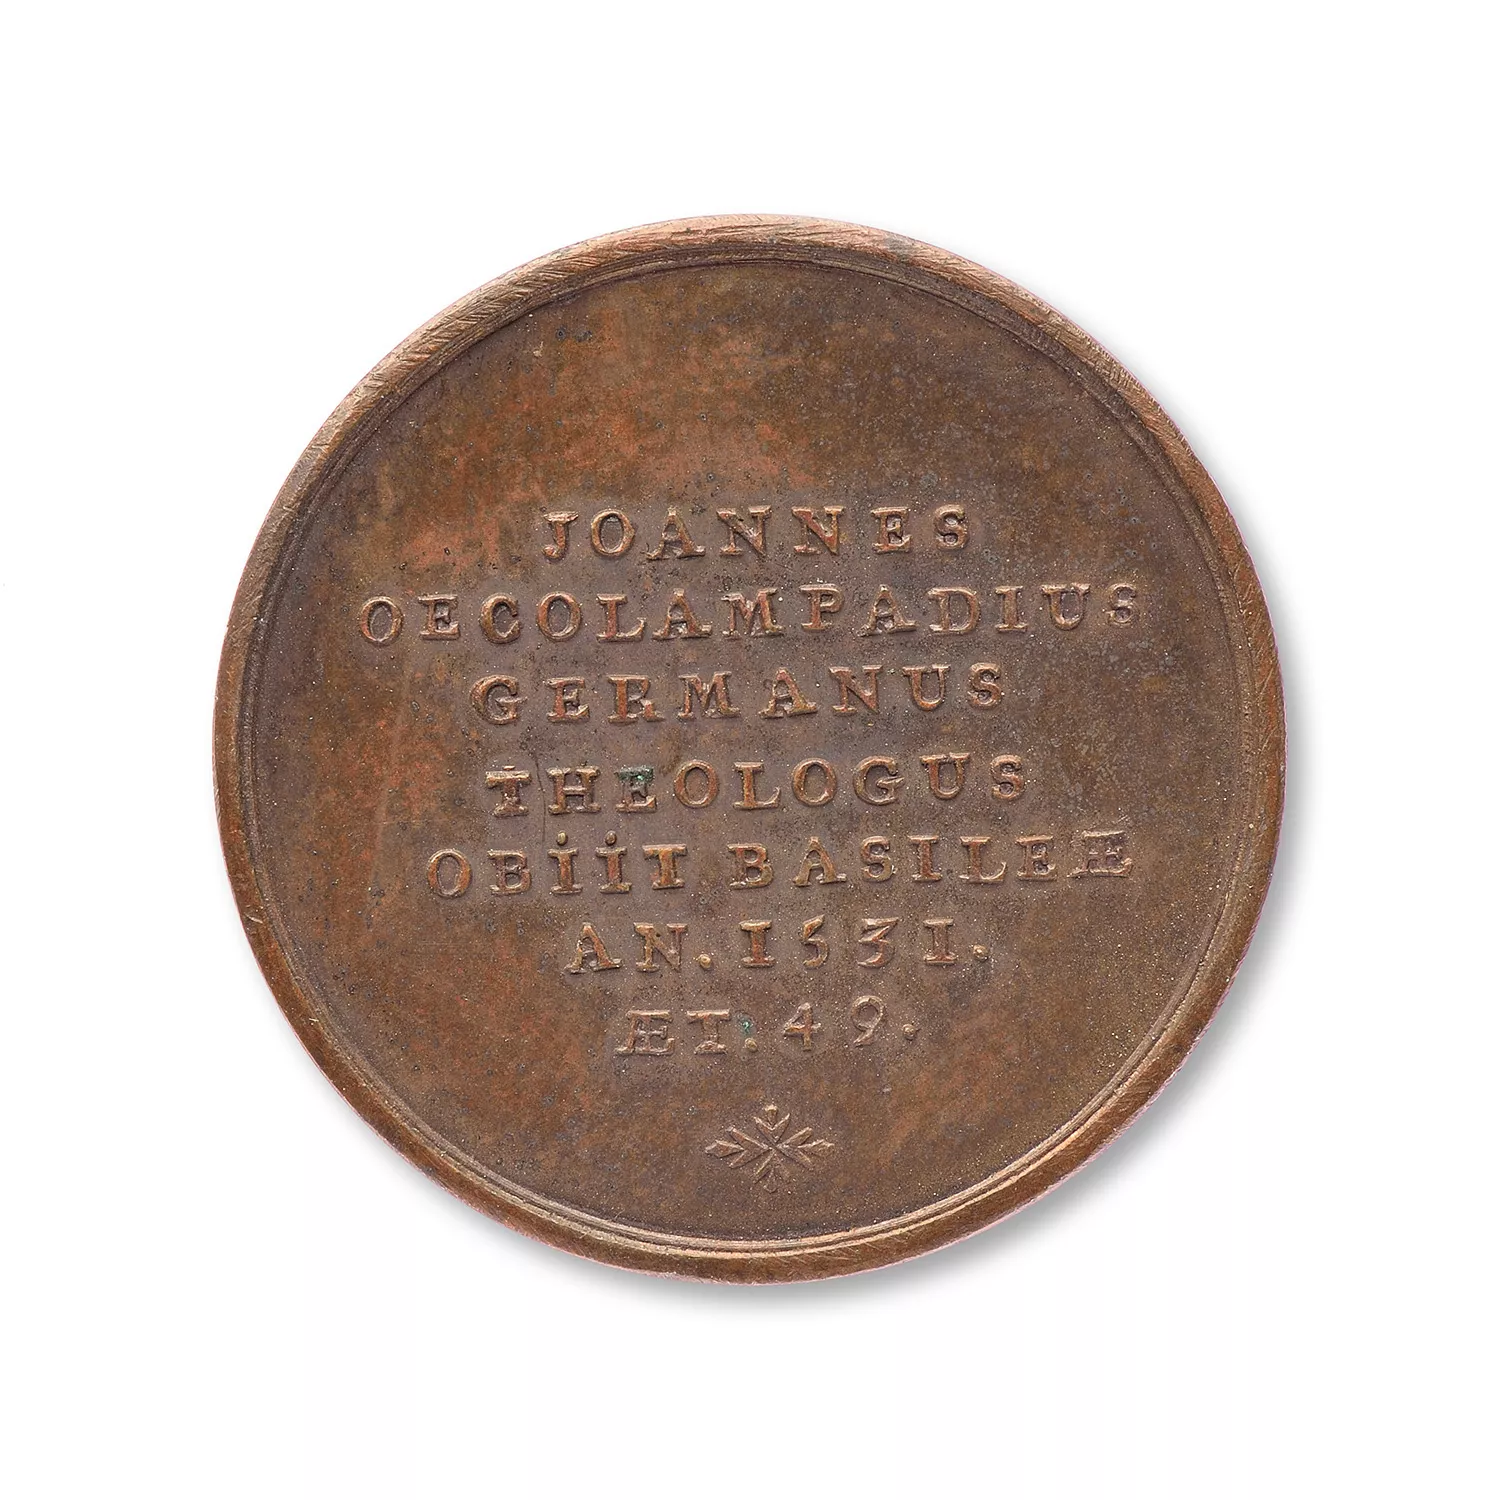 JOANNES
OECOLAMPADIUS
GERMANUS
THEOLOGUS
OBiiT BASILEÆ
AN. 1531.
ÆT. 49.